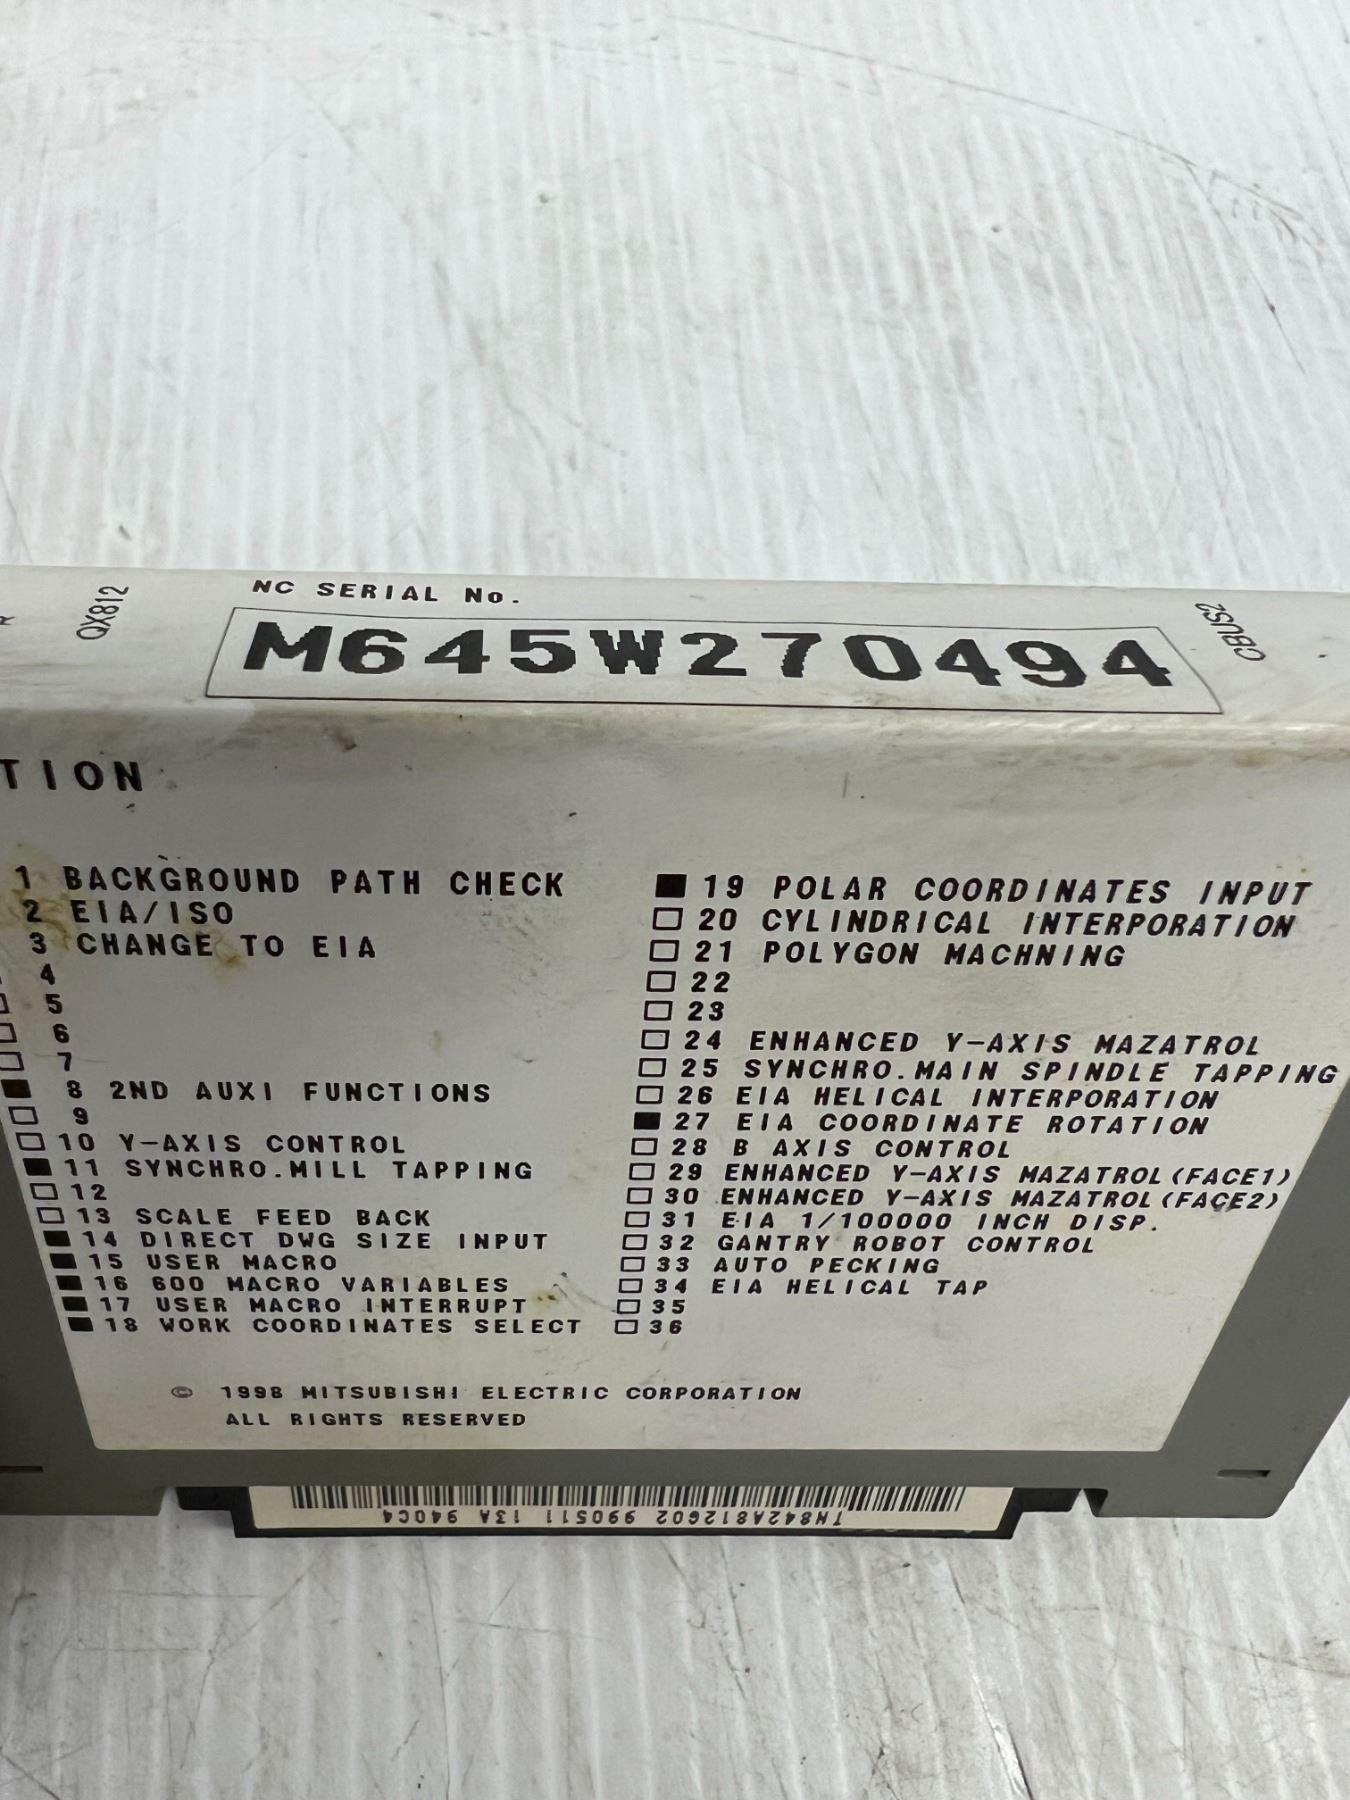 QX812
NC SERIAL No.
M645W270494
CBUS2
TION
1 BACKGROUND PATH CHECK
2 EIA/ISO
3 CHANGE TO EIA
4
5
6
7
8 2ND AUXI FUNCTIONS
9
10 Y-AXIS CONTROL
11 SYNCHRO.MILL TAPPING
12
13 SCALE FEED BACK
14 DIRECT DWG SIZE INPUT
15 USER MACRO
16 600 MACRO VARIABLES
17 USER MACRO INTERRUPT
18 WORK COORDINATES SELECT
19 POLAR COORDINATES INPUT
20 CYLINDRICAL INTERPORATION
21 POLYGON MACHNING
22
23
24 ENHANCED Y-AXIS MAZATROL
25 SYNCHRO.MAIN SPINDLE TAPPING
26 EIA HELICAL INTERPORATION
27 EIA COORDINATE ROTATION
28 B AXIS CONTROL
29 ENHANCED Y-AXIS MAZATROL(FACE1)
30 ENHANCED Y-AXIS MAZATROL(FACE2)
31 EIA 1/100000 INCH DISP.
32 GANTRY ROBOT CONTROL
33 AUTO PECKING
34 EIA HELICAL TAP
35
36
© 1998 MITSUBISHI ELECTRIC CORPORATION
ALL RIGHTS RESERVED
TN842A812G02 990511 13A 940C4